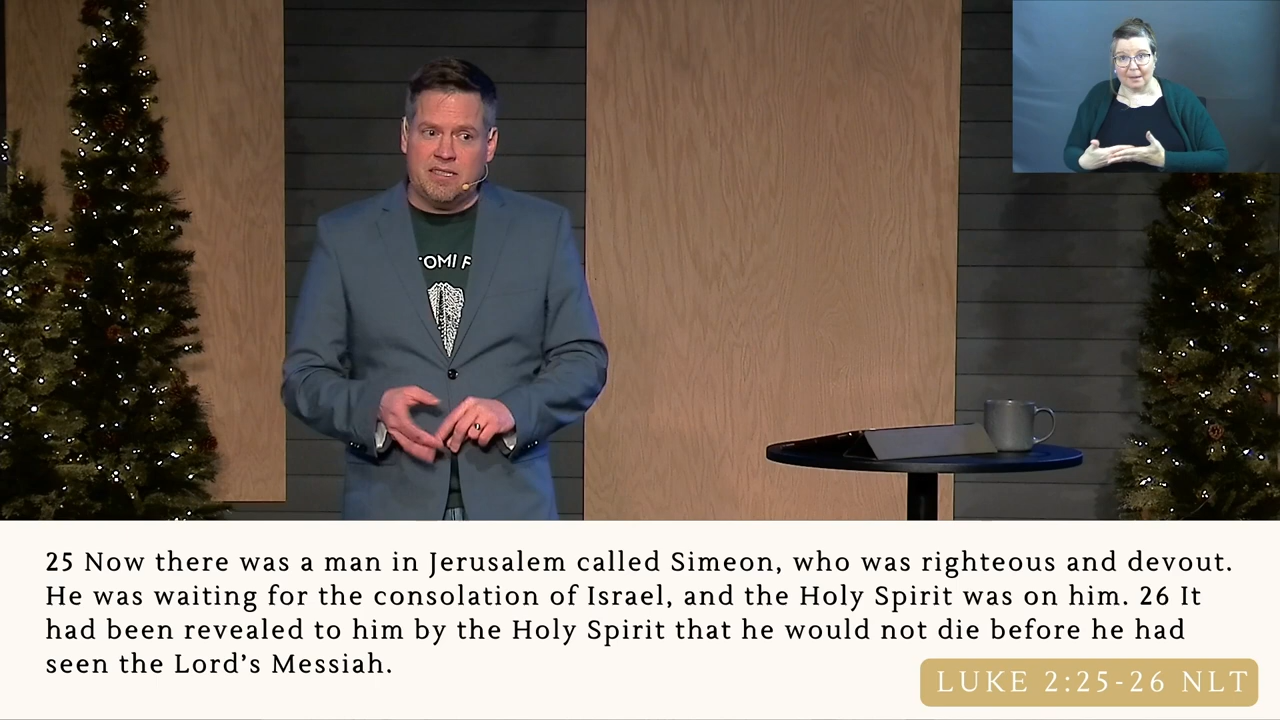 25 Now there was a man in Jerusalem called Simeon, who was righteous and devout.
He was waiting for the consolation of Israel, and the Holy Spirit was on him. 26 It
had been revealed to him by the Holy Spirit that he would not die before he had
seen the Lord's Messiah.
LUKE 2:25-26 NLT